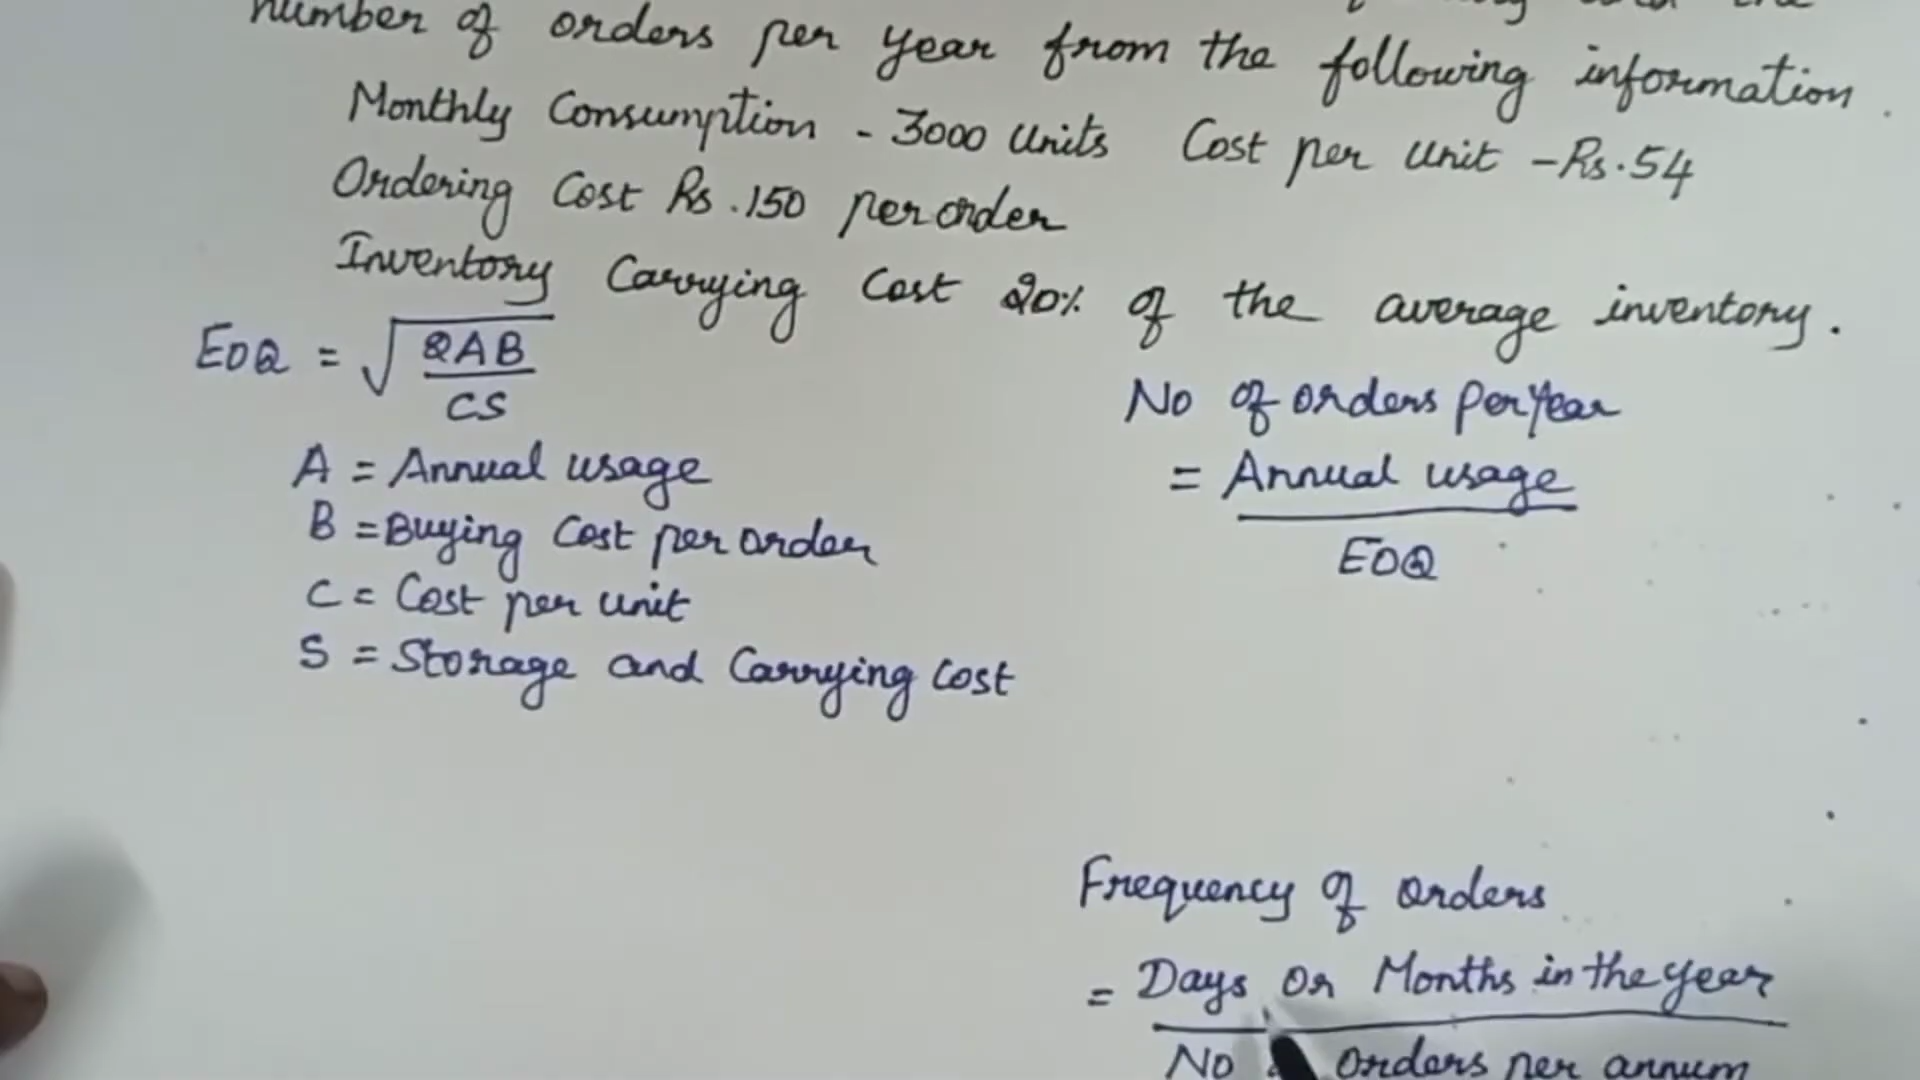 number of orders per year from the following information.
Monthly Consumption - 3000 Units Cost per unit - Rs.54
Ordering Cost Rs.150 per order
Inventory Carrying Cost 20% of the average inventory.
EOQ = √2AB
CS
A = Annual usage
B = Buying Cost per order
C = Cost per unit
S = Storage and Carrying Cost
No of orders Per Year
= Annual usage
EOQ
Frequency of orders
= Days or Months in the year
No orders per annum